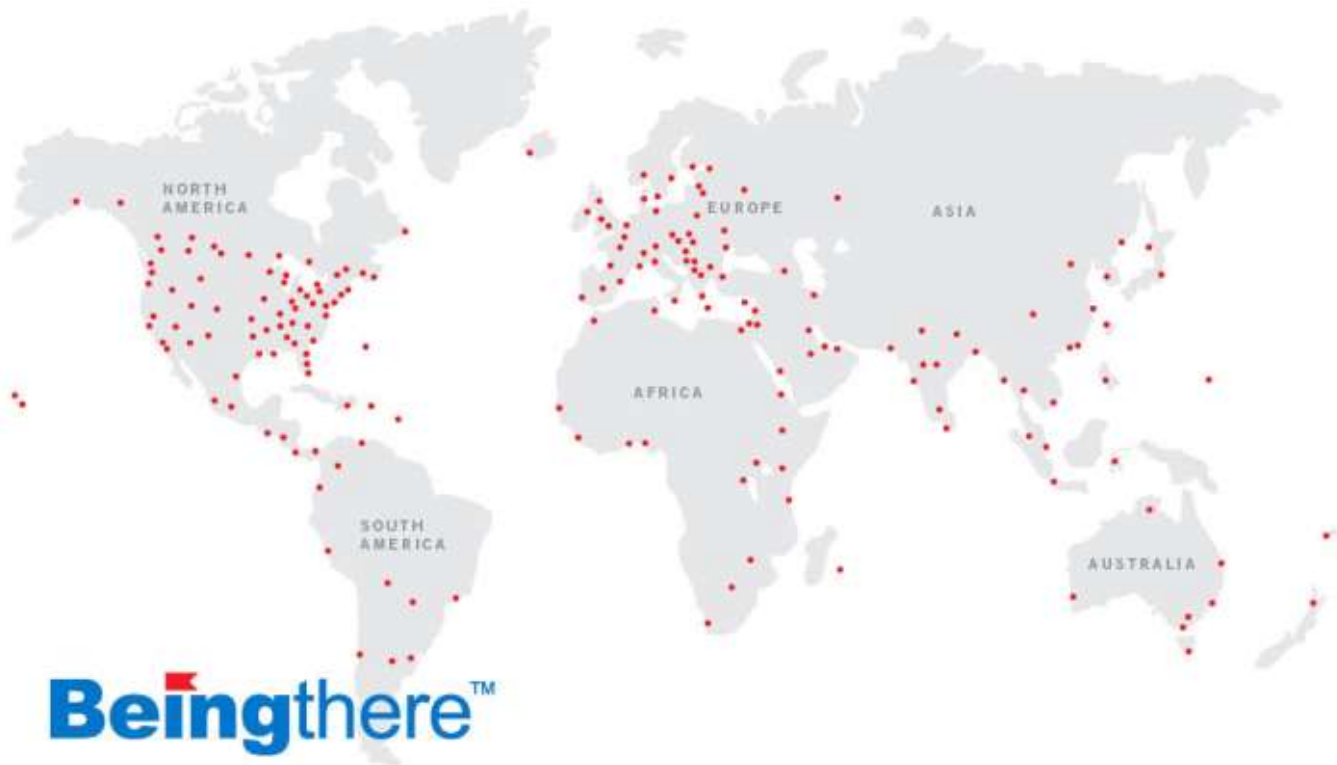 NORTH
AMERICA
EUROPE
ASIA
AFRICA
SOUTH
AMERICA
AUSTRALIA
Beingthere™